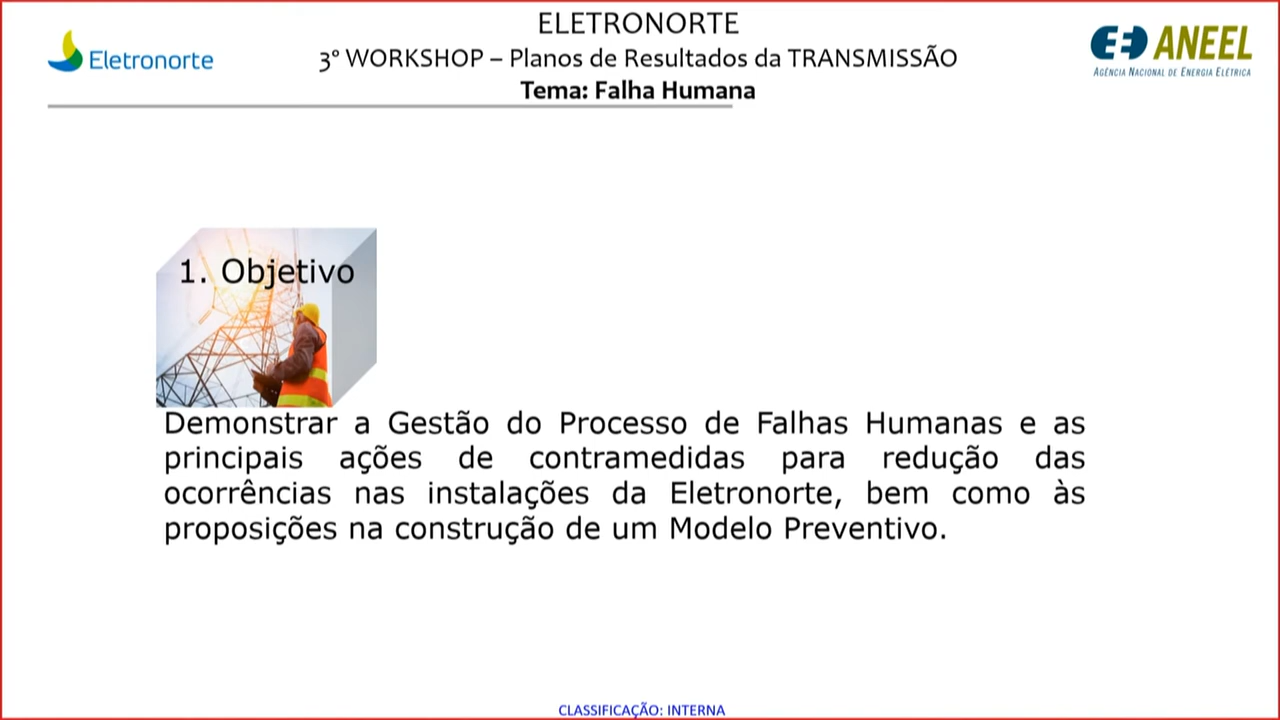 ELETRONORTE
Eletronorte
3° WORKSHOP – Planos de Resultados da TRANSMISSÃO
ANEEL
AGÊNCIA NACIONAL DE ENERGIA ELÉTRICA
Tema: Falha Humana
1. Objetivo
Demonstrar a Gestão do Processo de Falhas Humanas e as
principais ações de contramedidas para redução das
ocorrências nas instalações da Eletronorte, bem como às
proposições na construção de um Modelo Preventivo.
CLASSIFICAÇÃO: INTERNA